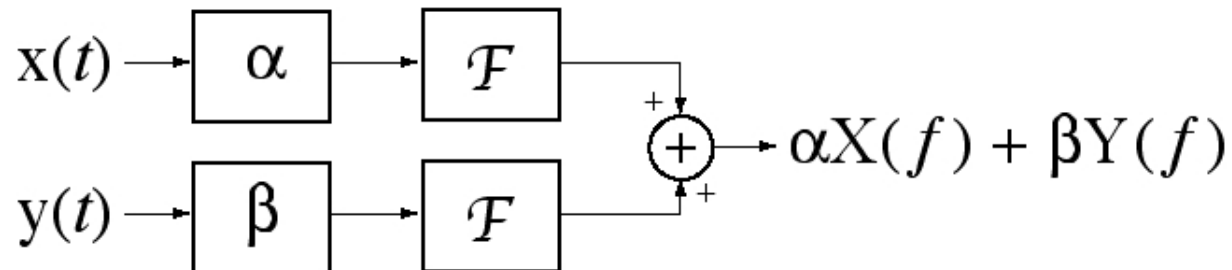 x(t) α ℱ
+
+ αX(f) + βY(f)
+
y(t) β ℱ